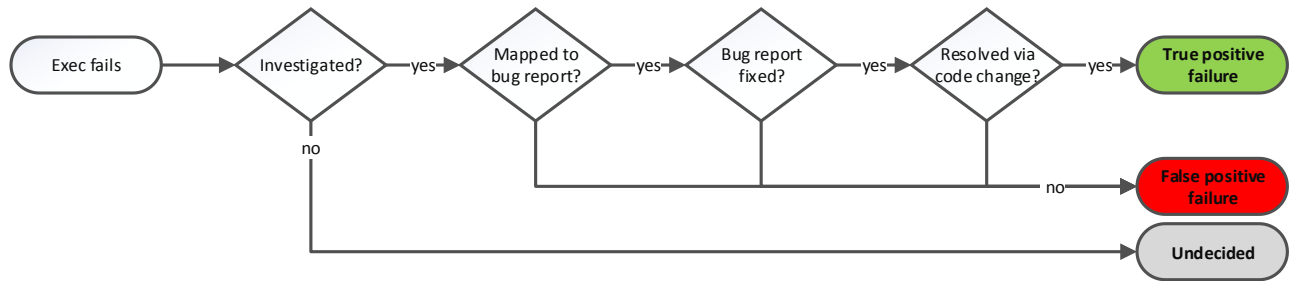 Exec fails
Investigated?
yes
Mapped to
bug report?
yes
Bug report
fixed?
yes
Resolved via
code change?
yes
True positive
failure
no
no
False positive
failure
Undecided